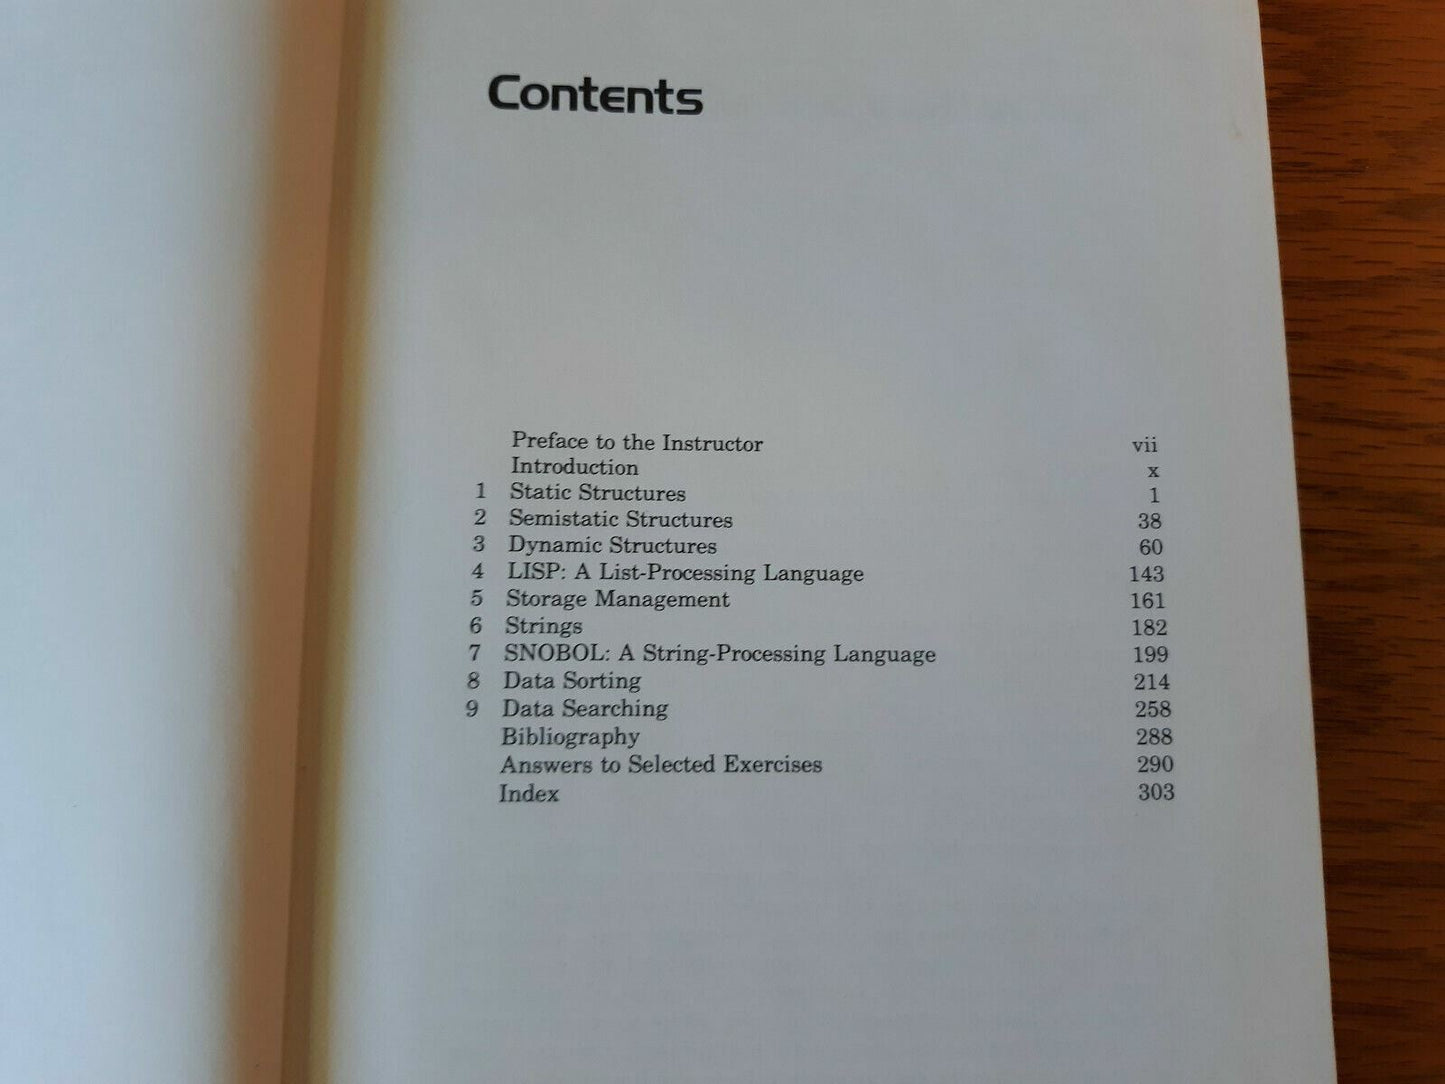 Contents
Preface to the Instructor vii
Introduction x
1 Static Structures 1
2 Semistatic Structures 38
3 Dynamic Structures 60
4 LISP: A List-Processing Language 143
5 Storage Management 161
6 Strings 182
7 SNOBOL: A String-Processing Language 199
8 Data Sorting 214
9 Data Searching 258
Bibliography 288
Answers to Selected Exercises 290
Index 303